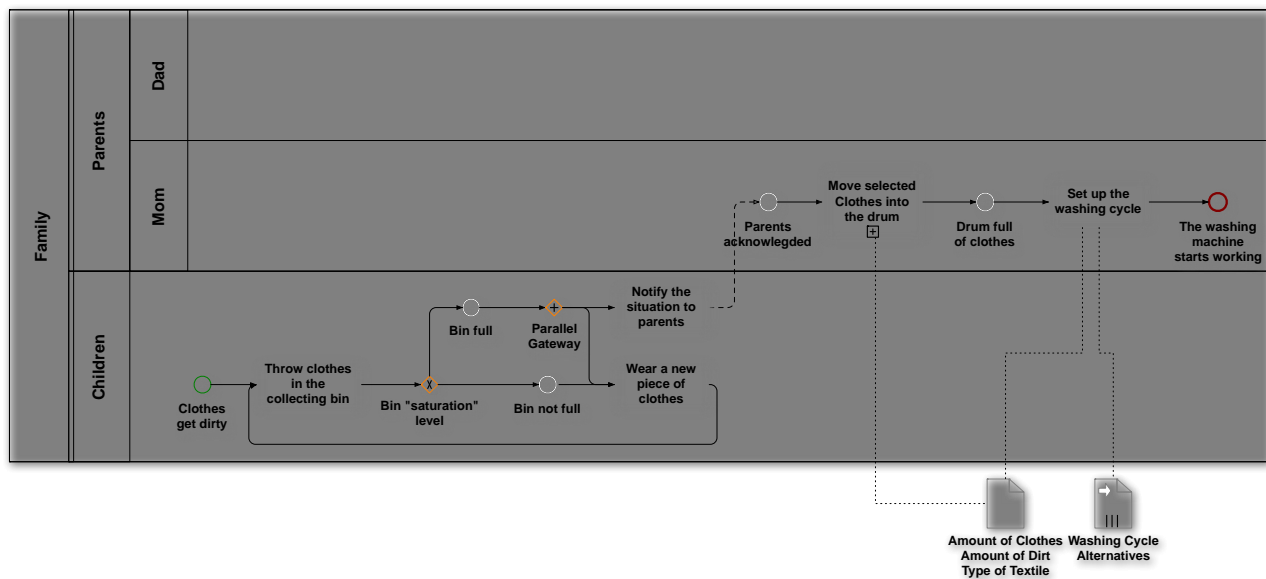 Family
Parents
Dad
Mom
Children
Parents
acknowlegded
Move selected
Clothes into
the drum
Drum full
of clothes
Set up the
washing cycle
The washing
machine
starts working
Clothes
get dirty
Throw clothes
in the
collecting bin
Bin "saturation"
level
Bin full
Parallel
Gateway
Notify the
situation to
parents
Bin not full
Wear a new
piece of
clothes
Amount of Clothes
Amount of Dirt
Type of Textile
Washing Cycle
Alternatives